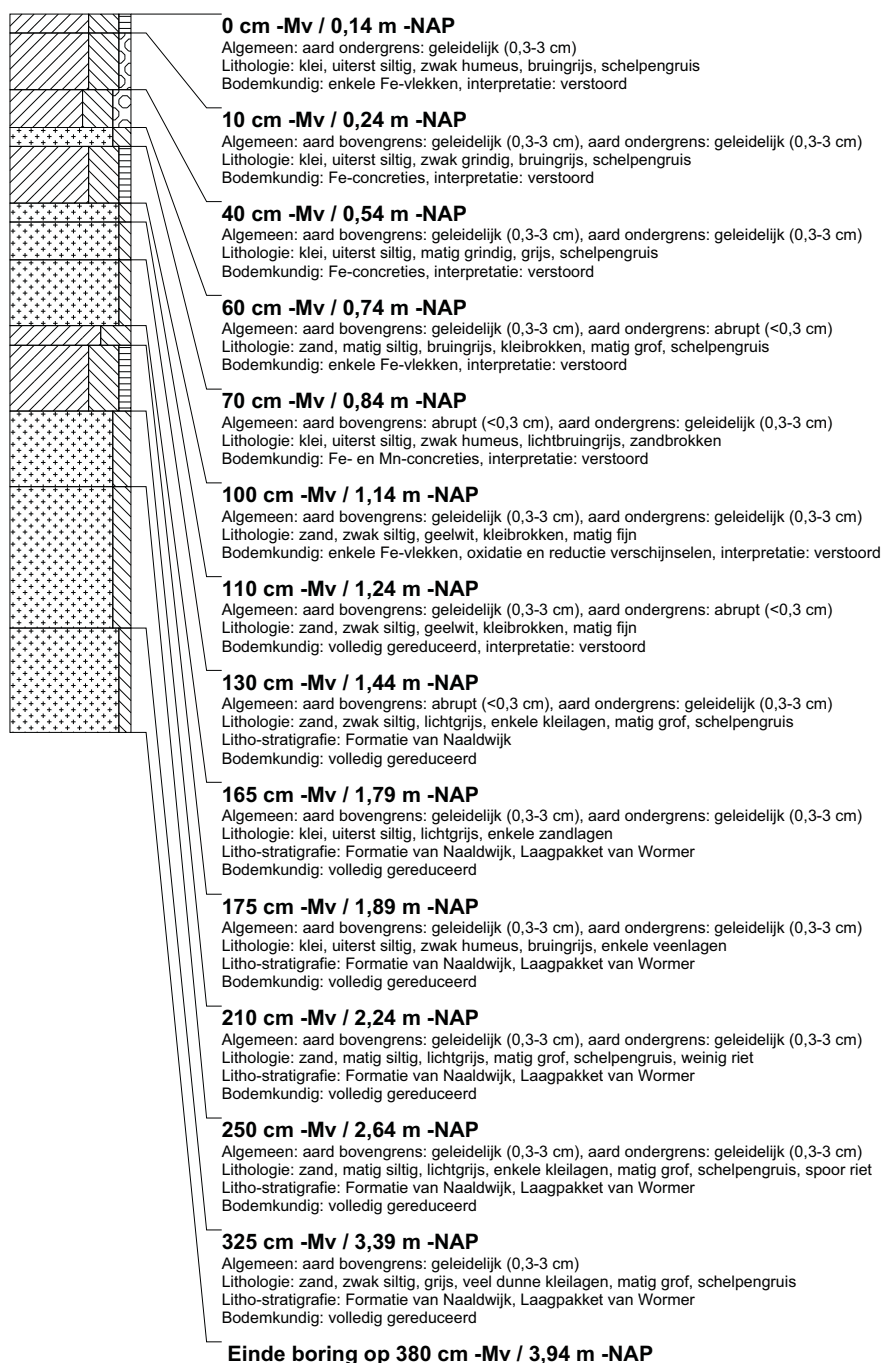 0 cm -Mv / 0,14 m -NAP
Algemeen: aard ondergrens: geleidelijk (0,3-3 cm)
Lithologie: klei, uiterst siltig, zwak humeus, bruingrijs, schelpengruis
Bodemkundig: enkele Fe-vlekken, interpretatie: verstoord
10 cm -Mv / 0,24 m -NAP
Algemeen: aard bovengrens: geleidelijk (0,3-3 cm), aard ondergrens: geleidelijk (0,3-3 cm)
Lithologie: klei, uiterst siltig, zwak grindig, bruingrijs, schelpengruis
Bodemkundig: Fe-concreties, interpretatie: verstoord
40 cm -Mv / 0,54 m -NAP
Algemeen: aard bovengrens: geleidelijk (0,3-3 cm), aard ondergrens: geleidelijk (0,3-3 cm)
Lithologie: klei, uiterst siltig, matig grindig, grijs, schelpengruis
Bodemkundig: Fe-concreties, interpretatie: verstoord
60 cm -Mv / 0,74 m -NAP
Algemeen: aard bovengrens: geleidelijk (0,3-3 cm), aard ondergrens: abrupt (<0,3 cm)
Lithologie: zand, matig siltig, bruingrijs, kleibrokken, matig grof, schelpengruis
Bodemkundig: enkele Fe-vlekken, interpretatie: verstoord
70 cm -Mv / 0,84 m -NAP
Algemeen: aard bovengrens: abrupt (<0,3 cm), aard ondergrens: geleidelijk (0,3-3 cm)
Lithologie: klei, uiterst siltig, zwak humeus, lichtbruingrijs, zandbrokken
Bodemkundig: Fe- en Mn-concreties, interpretatie: verstoord
100 cm -Mv / 1,14 m -NAP
Algemeen: aard bovengrens: geleidelijk (0,3-3 cm), aard ondergrens: geleidelijk (0,3-3 cm)
Lithologie: zand, zwak siltig, geelwit, kleibrokken, matig fijn
Bodemkundig: enkele Fe-vlekken, oxidatie en reductie verschijnselen, interpretatie: verstoord
110 cm -Mv / 1,24 m -NAP
Algemeen: aard bovengrens: geleidelijk (0,3-3 cm), aard ondergrens: abrupt (<0,3 cm)
Lithologie: zand, zwak siltig, geelwit, kleibrokken, matig fijn
Bodemkundig: volledig gereduceerd, interpretatie: verstoord
130 cm -Mv / 1,44 m -NAP
Algemeen: aard bovengrens: abrupt (<0,3 cm), aard ondergrens: geleidelijk (0,3-3 cm)
Lithologie: zand, zwak siltig, lichtgrijs, enkele kleilagen, matig grof, schelpengruis
Litho-stratigrafie: Formatie van Naaldwijk
Bodemkundig: volledig gereduceerd
165 cm -Mv / 1,79 m -NAP
Algemeen: aard bovengrens: geleidelijk (0,3-3 cm), aard ondergrens: geleidelijk (0,3-3 cm)
Lithologie: klei, uiterst siltig, lichtgrijs, enkele zandlagen
Litho-stratigrafie: Formatie van Naaldwijk, Laagpakket van Wormer
Bodemkundig: volledig gereduceerd
175 cm -Mv / 1,89 m -NAP
Algemeen: aard bovengrens: geleidelijk (0,3-3 cm), aard ondergrens: geleidelijk (0,3-3 cm)
Lithologie: klei, uiterst siltig, zwak humeus, bruingrijs, enkele veenlagen
Litho-stratigrafie: Formatie van Naaldwijk, Laagpakket van Wormer
Bodemkundig: volledig gereduceerd
210 cm -Mv / 2,24 m -NAP
Algemeen: aard bovengrens: geleidelijk (0,3-3 cm), aard ondergrens: geleidelijk (0,3-3 cm)
Lithologie: zand, matig siltig, lichtgrijs, matig grof, schelpengruis, weinig riet
Litho-stratigrafie: Formatie van Naaldwijk, Laagpakket van Wormer
Bodemkundig: volledig gereduceerd
250 cm -Mv / 2,64 m -NAP
Algemeen: aard bovengrens: geleidelijk (0,3-3 cm), aard ondergrens: geleidelijk (0,3-3 cm)
Lithologie: zand, matig siltig, lichtgrijs, enkele kleilagen, matig grof, schelpengruis, spoor riet
Litho-stratigrafie: Formatie van Naaldwijk, Laagpakket van Wormer
Bodemkundig: volledig gereduceerd
325 cm -Mv / 3,39 m -NAP
Algemeen: aard bovengrens: geleidelijk (0,3-3 cm)
Lithologie: zand, zwak siltig, grijs, veel dunne kleilagen, matig grof, schelpengruis
Litho-stratigrafie: Formatie van Naaldwijk, Laagpakket van Wormer
Bodemkundig: volledig gereduceerd
Einde boring op 380 cm -Mv / 3,94 m -NAP